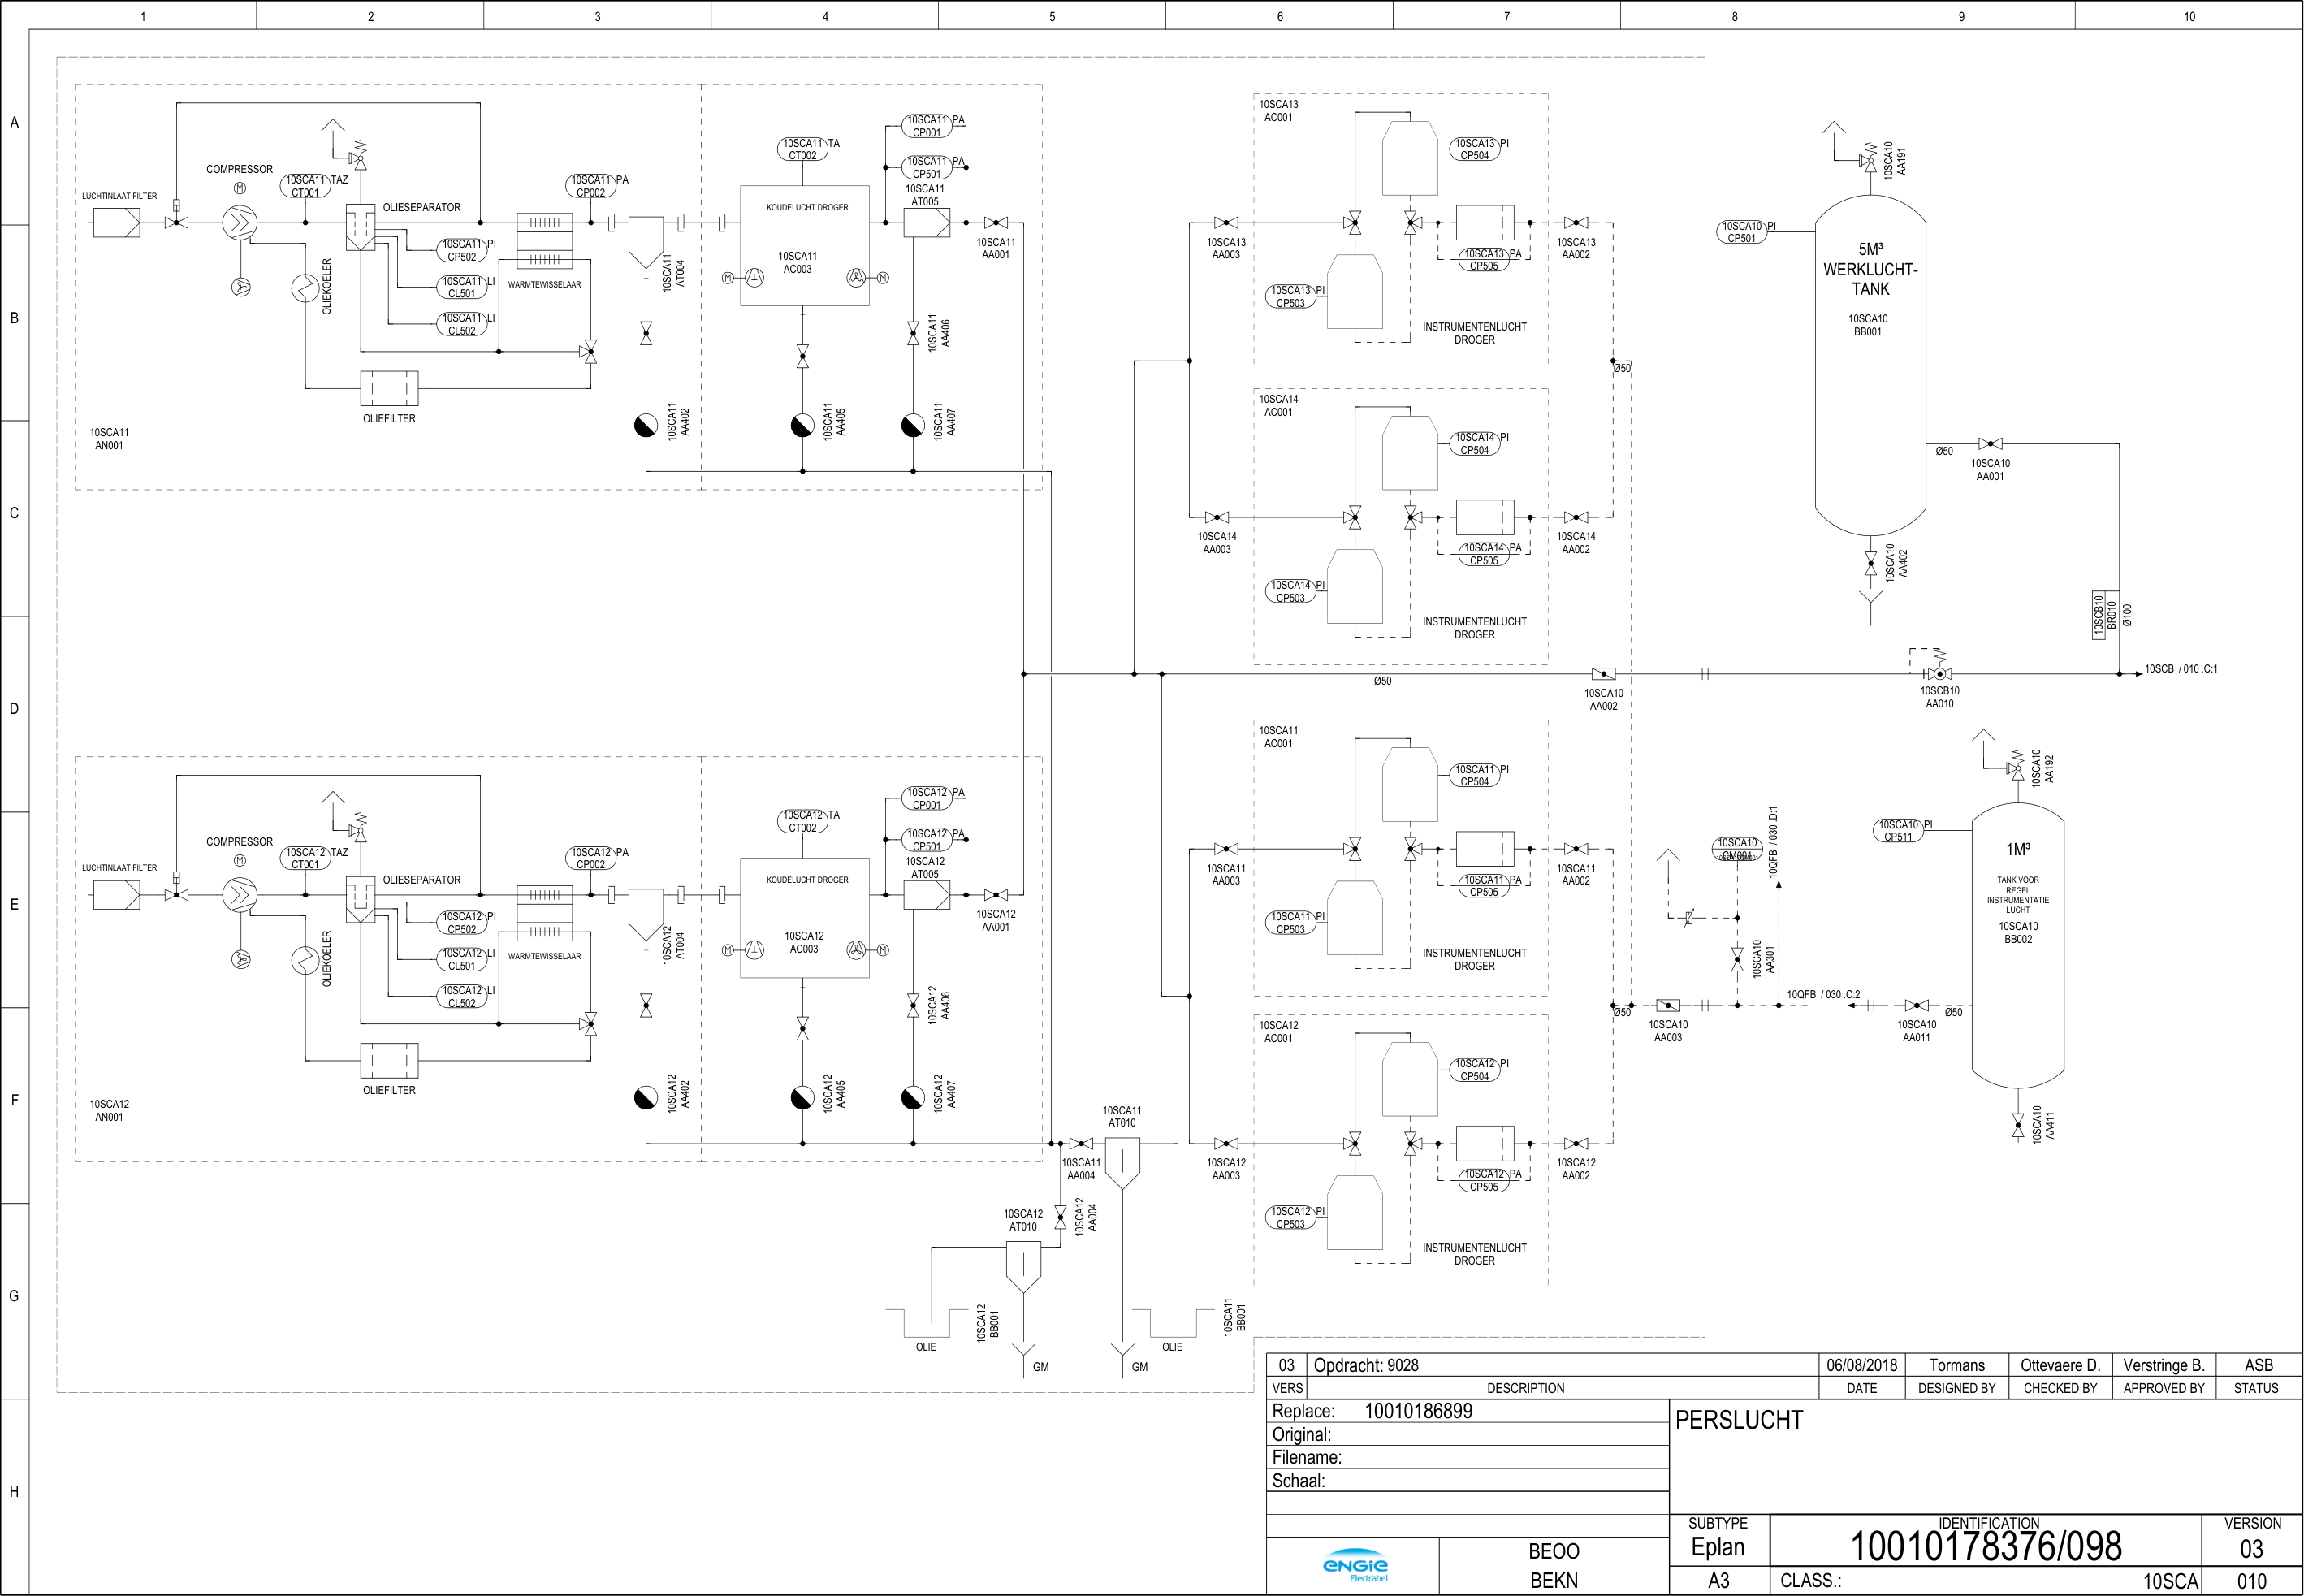 1 2 3 4 5 6 7 8 9 10
A
B
C
D
E
F
G
H
LUCHTINLAAT FILTER
COMPRESSOR
M
10SCA11 TAZ
CT001
OLIESEPARATOR
10SCA11 PI
CP502
10SCA11 LI
CL501
10SCA11 LI
CL502
OLIEKOELER
OLIEFILTER
WARMTEWISSELAAR
10SCA11 PA
CP002
10SCA11
AT004
10SCA11
AA402
10SCA11
AN001
10SCA11 TA
CT002
KOUDELUCHT DROGER
10SCA11
AC003
M
M
10SCA11
AA405
10SCA11 PA
CP001
10SCA11 PA
CP501
10SCA11
AT005
10SCA11
AA001
10SCA11
AA406
10SCA11
AA407
LUCHTINLAAT FILTER
COMPRESSOR
M
10SCA12 TAZ
CT001
OLIESEPARATOR
10SCA12 PI
CP502
10SCA12 LI
CL501
10SCA12 LI
CL502
OLIEKOELER
OLIEFILTER
WARMTEWISSELAAR
10SCA12 PA
CP002
10SCA12
AT004
10SCA12
AA402
10SCA12
AN001
10SCA12 TA
CT002
KOUDELUCHT DROGER
10SCA12
AC003
M
M
10SCA12
AA405
10SCA12 PA
CP001
10SCA12 PA
CP501
10SCA12
AT005
10SCA12
AA001
10SCA12
AA406
10SCA12
AA407
10SCA11
AT010
10SCA11
AA004
10SCA12
AT010
10SCA12
AA004
10SCA12
BB001
OLIE
GM
10SCA11
BB001
OLIE
GM
10SCA13
AC001
10SCA13 PI
CP504
10SCA13
AA003
10SCA13 PI
CP503
10SCA13 PA
CP505
10SCA13
AA002
INSTRUMENTENLUCHT
DROGER
Ø50
10SCA14
AC001
10SCA14 PI
CP504
10SCA14
AA003
10SCA14 PI
CP503
10SCA14 PA
CP505
10SCA14
AA002
INSTRUMENTENLUCHT
DROGER
Ø50
10SCA10
AA002
10SCA11
AC001
10SCA11 PI
CP504
10SCA11
AA003
10SCA11 PI
CP503
10SCA11 PA
CP505
10SCA11
AA002
INSTRUMENTENLUCHT
DROGER
Ø50
10SCA12
AC001
10SCA12 PI
CP504
10SCA12
AA003
10SCA12 PI
CP503
10SCA12 PA
CP505
10SCA12
AA002
INSTRUMENTENLUCHT
DROGER
10SCA10
AA191
10SCA10 PI
CP501
5M³
WERKLUCHT-
TANK
10SCA10
BB001
Ø50
10SCA10
AA001
10SCA10
AA402
10SCB10
BR010
Ø100
10SCB / 010 .C:1
10SCB10
AA010
10SCA10
AA192
10SCA10 PI
CP511
1M³
TANK VOOR
REGEL
INSTRUMENTATIE
LUCHT
10SCA10
BB002
10SCA10
CM001
10QFB / 030 .D:1
10SCA10
AA301
10QFB / 030 .C:2
10SCA10
AA003
10SCA10
AA011
Ø50
10SCA10
AA411
03 Opdracht: 9028 06/08/2018 Tormans Ottevaere D. Verstringe B. ASB
VERS DESCRIPTION DATE DESIGNED BY CHECKED BY APPROVED BY STATUS
Replace: 10010186899
Original:
Filename:
Schaal:
PERSLUCHT
ENGIE
Electrabel
BEOO
BEKN
SUBTYPE
Eplan
A3
IDENTIFICATION
10010178376/098
CLASS.: 10SCA
VERSION
03
010